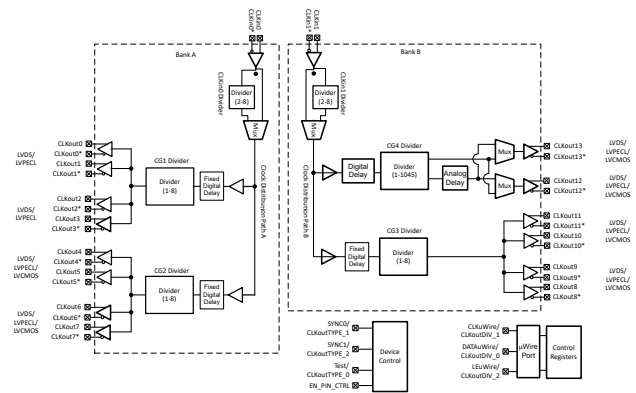 CLKin0*
CLKin0
CLKin1*
CLKin1
Bank A
Bank B
Divider
(2-8)
CLKin0 Divider
Divider
(2-8)
CLKin1 Divider
Mux
Mux
Clock Distribution Path A
Clock Distribution Path B
LVDS/
LVPECL
CLKout0
CLKout0*
CLKout1
CLKout1*
CLKout2
CLKout2*
CLKout3
CLKout3*
CG1 Divider
Divider
(1-8)
Fixed
Digital
Delay
LVDS/
LVPECL
LVDS/
LVPECL/
LVCMOS
CLKout4
CLKout4*
CLKout5
CLKout5*
CG2 Divider
Divider
(1-8)
Fixed
Digital
Delay
LVDS/
LVPECL/
LVCMOS
CLKout6
CLKout6*
CLKout7
CLKout7*
CG4 Divider
Digital
Delay
Divider
(1-1045)
Analog
Delay
Mux
Mux
CLKout13
CLKout13*
CLKout12
CLKout12*
LVDS/
LVPECL/
LVCMOS
CG3 Divider
Fixed
Digital
Delay
Divider
(1-8)
CLKout11
CLKout11*
CLKout10
CLKout10*
LVDS/
LVPECL/
LVCMOS
CLKout9
CLKout9*
CLKout8
CLKout8*
LVDS/
LVPECL/
LVCMOS
SYNC0/
CLKoutTYPE_1
SYNC1/
CLKoutTYPE_2
Test/
CLKoutTYPE_0
EN_PIN_CTRL
Device
Control
CLKuWire/
CLKoutDIV_1
DATAuWire/
CLKoutDIV_0
LEuWire/
CLKoutDIV_2
µWire
Port
Control
Registers